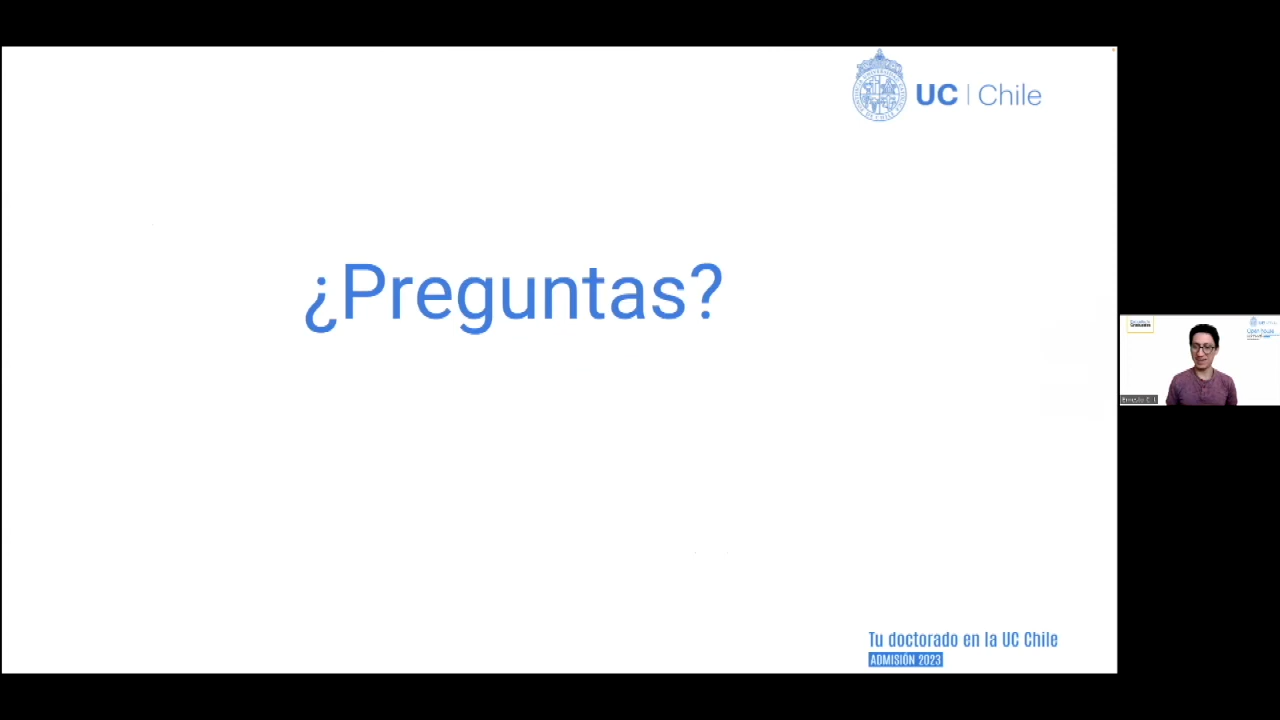 UC | Chile
¿Preguntas?
Tu doctorado en la UC Chile
ADMISIÓN 2023